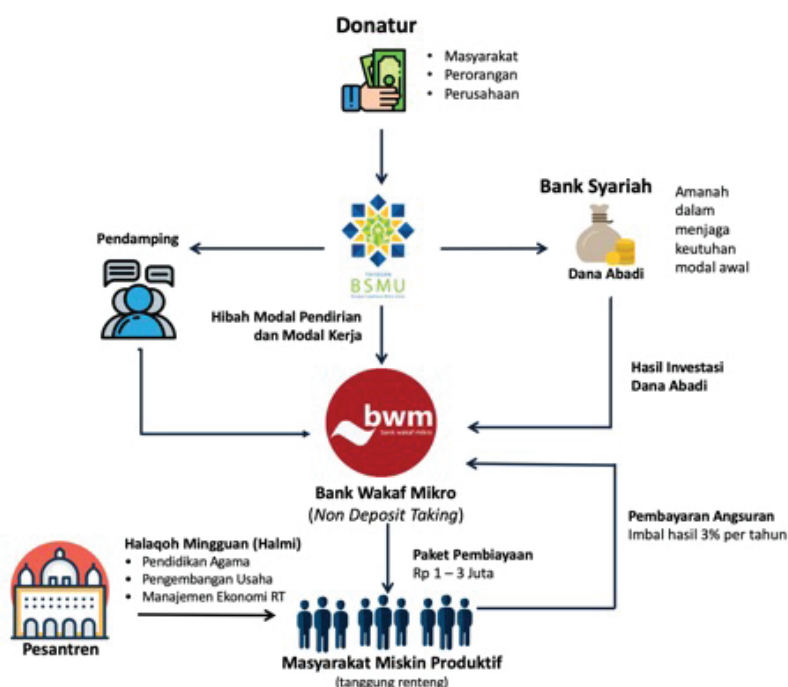 Donatur
• Masyarakat
• Perorangan
• Perusahaan
Bank Syariah
Amanah
dalam
menjaga
keutuhan
modal awal
Dana Abadi
Pendamping
YAYASAN
BSMU
Hibah Modal Pendirian
dan Modal Kerja
Hasil Investasi
Dana Abadi
bwm
bank wakaf mikro
Bank Wakaf Mikro
(Non Deposit Taking)
Pembayaran Angsuran
Imbal hasil 3% per tahun
Paket Pembiayaan
Rp 1 – 3 Juta
Halaqoh Mingguan (Halmi)
• Pendidikan Agama
• Pengembangan Usaha
• Manajemen Ekonomi RT
Pesantren
Masyarakat Miskin Produktif
(tanggung renteng)